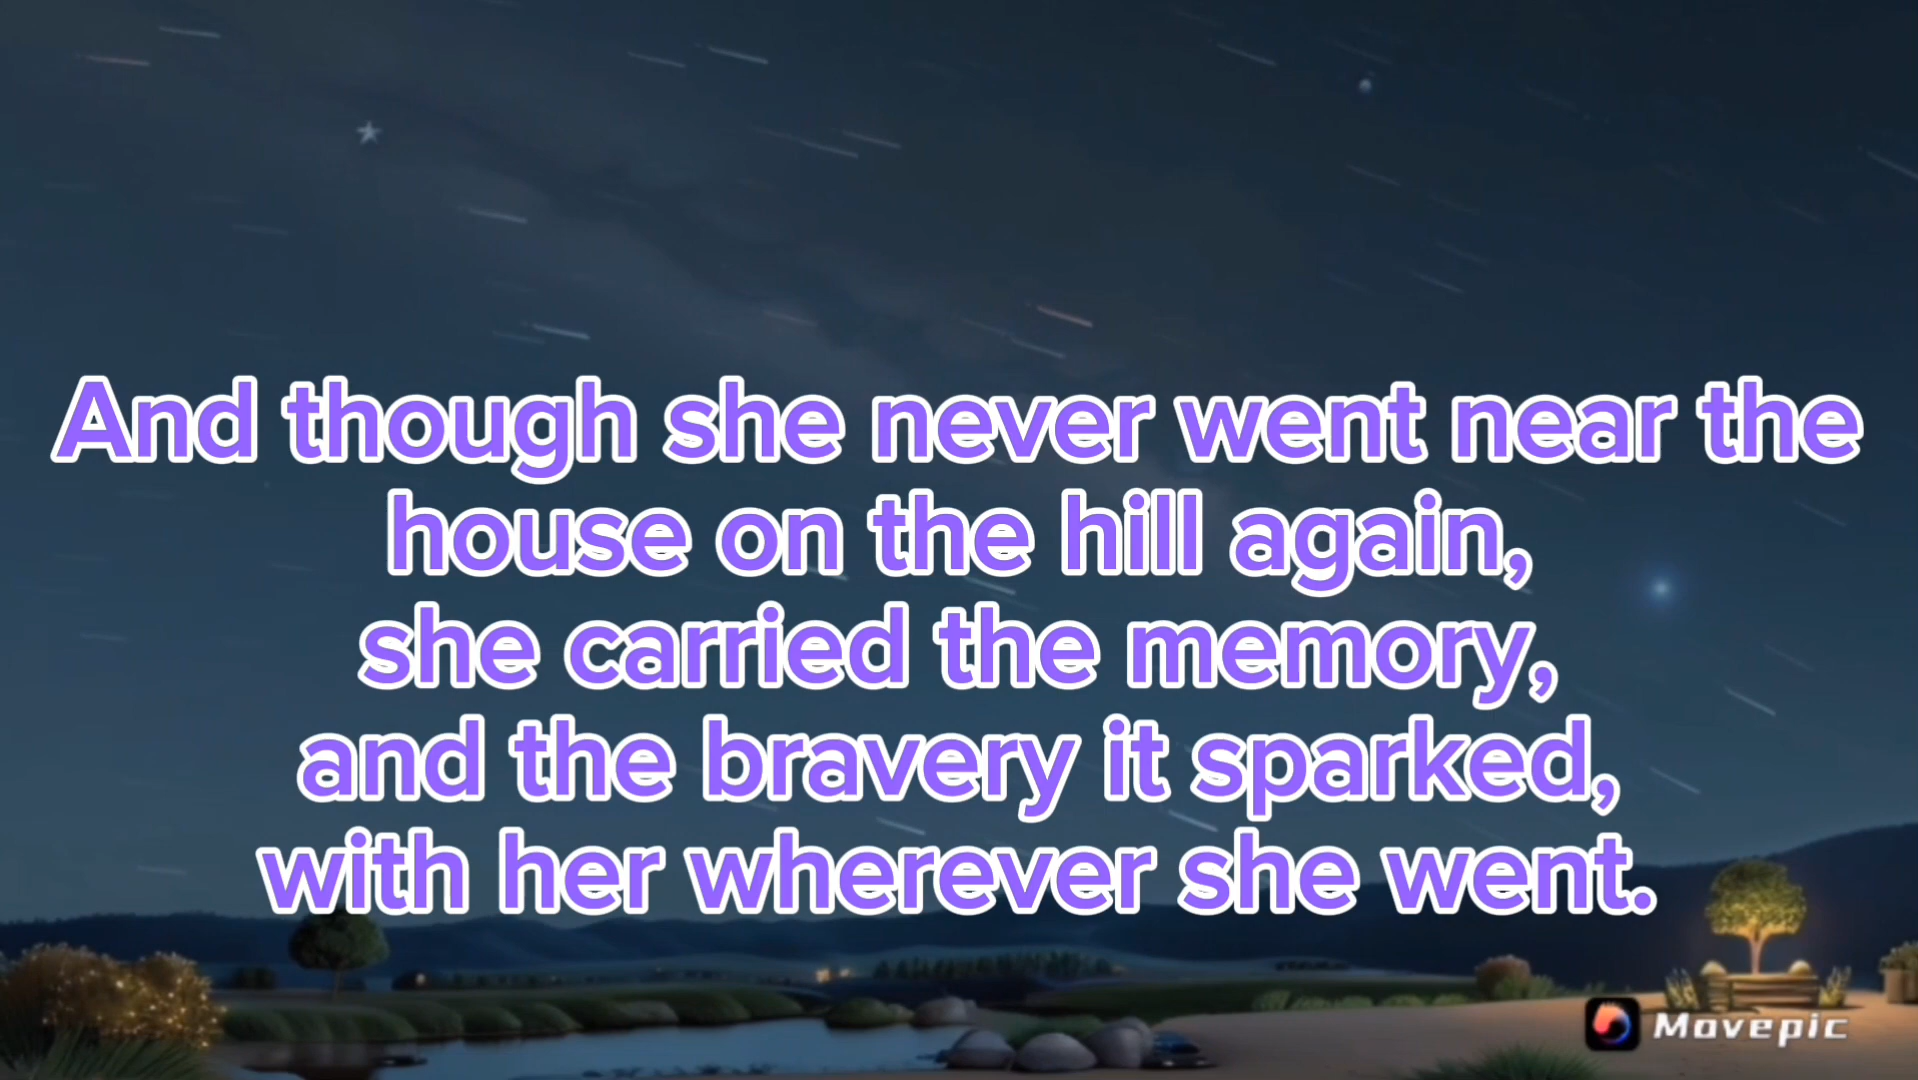 And though she never went near the
house on the hill again,
she carried the memory,
and the bravery it sparked,
with her wherever she went.
Movepic